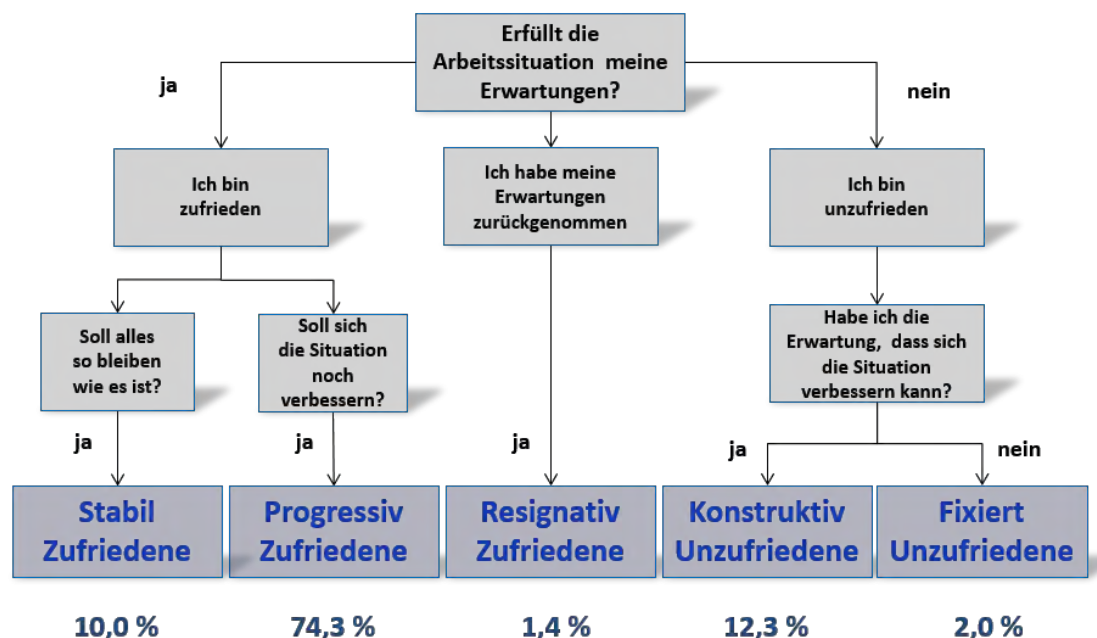 Erfüllt die
Arbeitssituation meine
Erwartungen?
ja
nein
Ich bin
zufrieden
Ich habe meine
Erwartungen
zurückgenommen
Ich bin
unzufrieden
Soll alles
so bleiben
wie es ist?
Soll sich
die Situation
noch
verbessern?
Habe ich die
Erwartung, dass sich
die Situation
verbessern kann?
ja
ja
ja
ja
nein
Stabil
Zufriedene
Progressiv
Zufriedene
Resignativ
Zufriedene
Konstruktiv
Unzufriedene
Fixiert
Unzufriedene
10,0 %
74,3 %
1,4 %
12,3 %
2,0 %